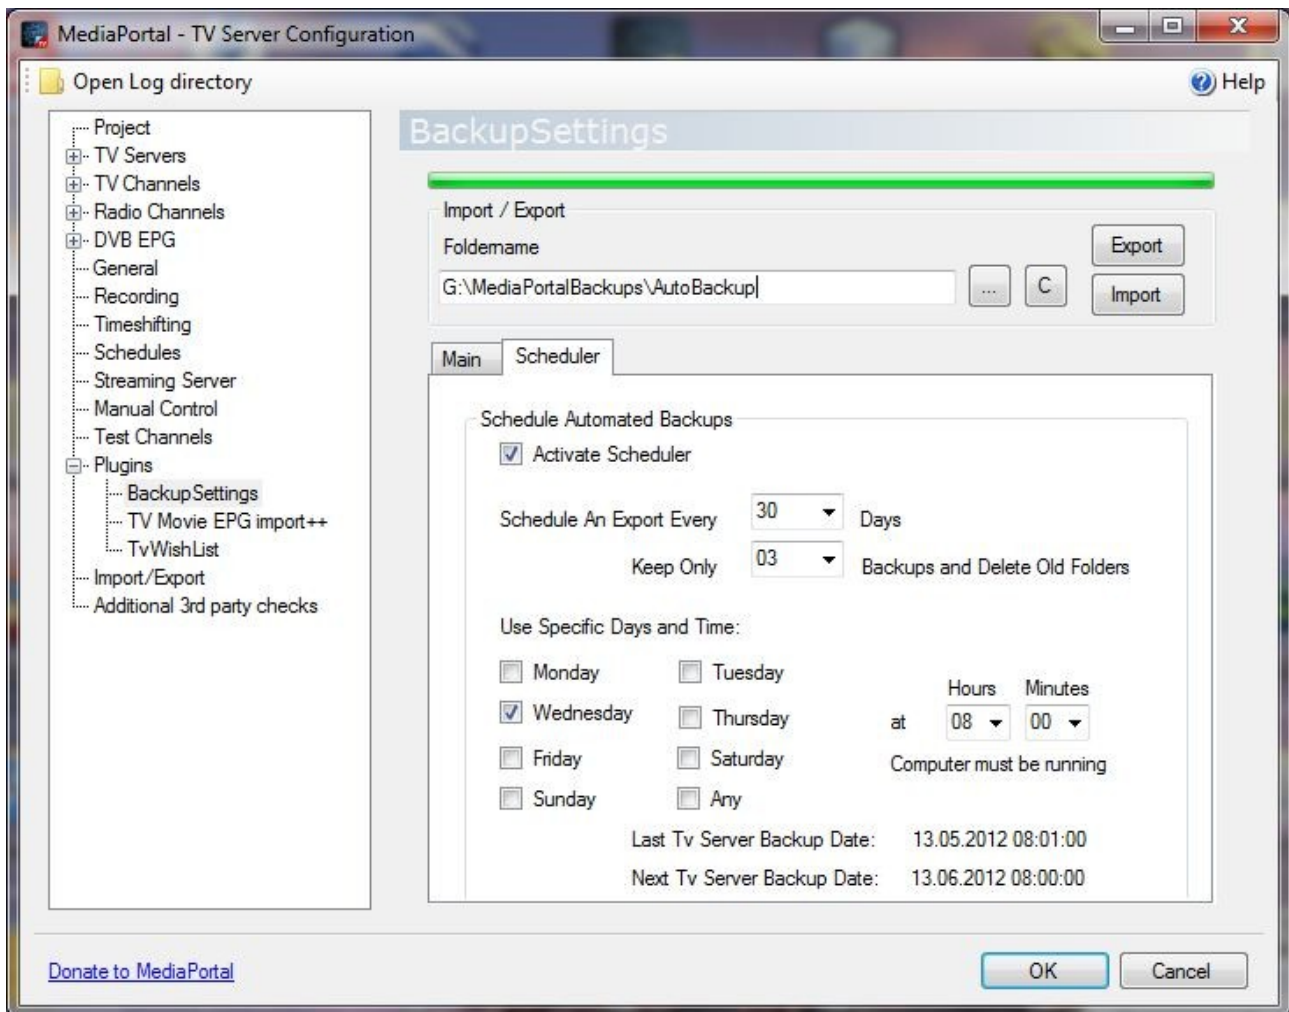 MediaPortal - TV Server Configuration
Open Log directory
Help
Project
TV Servers
TV Channels
Radio Channels
DVB EPG
General
Recording
Timeshifting
Schedules
Streaming Server
Manual Control
Test Channels
Plugins
BackupSettings
TV Movie EPG import++
TvWishList
Import/Export
Additional 3rd party checks
BackupSettings
Import / Export
Foldername
Export
G:\MediaPortalBackups\AutoBackup
...
C
Import
Main
Scheduler
Schedule Automated Backups
Activate Scheduler
Schedule An Export Every 30 Days
Keep Only 03 Backups and Delete Old Folders
Use Specific Days and Time:
Monday Tuesday
Hours Minutes
Wednesday Thursday at 08 00
Friday Saturday Computer must be running
Sunday Any
Last Tv Server Backup Date: 13.05.2012 08:01:00
Next Tv Server Backup Date: 13.06.2012 08:00:00
Donate to MediaPortal
OK
Cancel